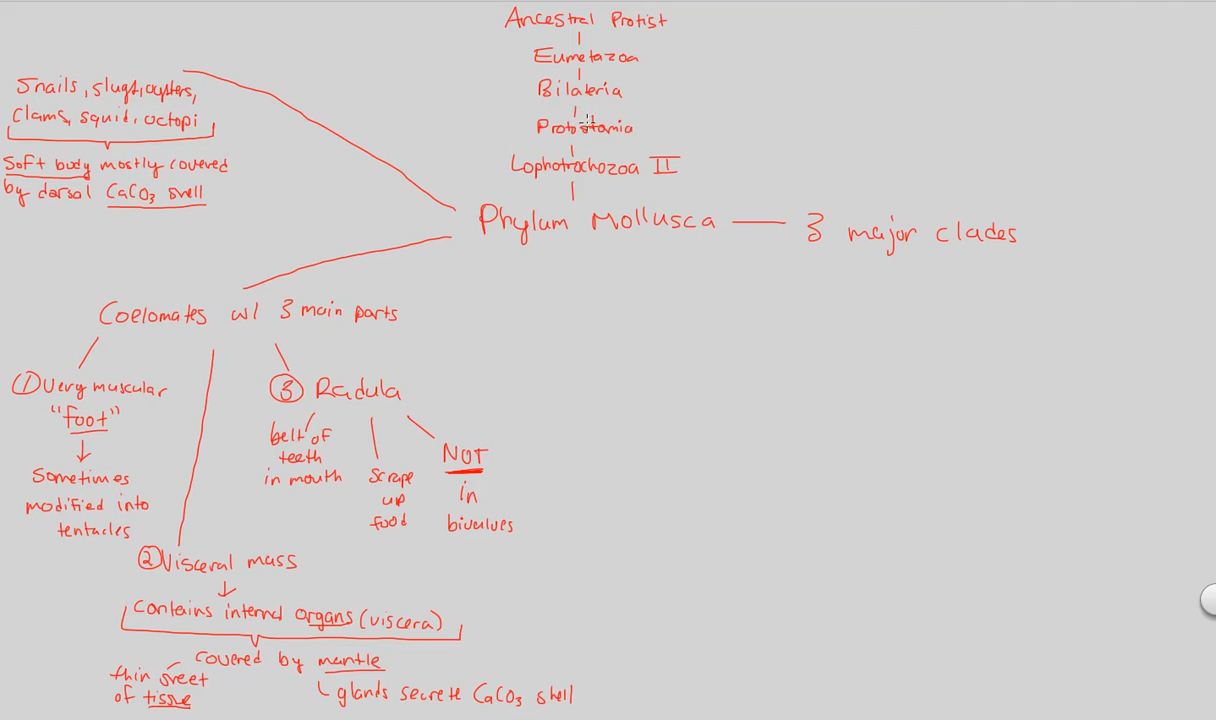 Ancestral Protist
Eumetazoa
Bilateria
Protostomia
Lophotrochozoa II
Phylum Mollusca
3 major clades
Snails, slugs, oysters,
Clams, squid, octopi
Soft body mostly covered
by dorsal CaCO3 shell
Coelomates w/ 3 main parts
① Very muscular
"foot"
Sometimes
modified into
tentacles
③ Radula
belt of
teeth
in mouth
Scrape
up
food
NOT
in
bivalves
② Visceral mass
Contains internal organs (viscera)
covered by mantle
thin sheet
of tissue
glands secrete CaCO3 shell